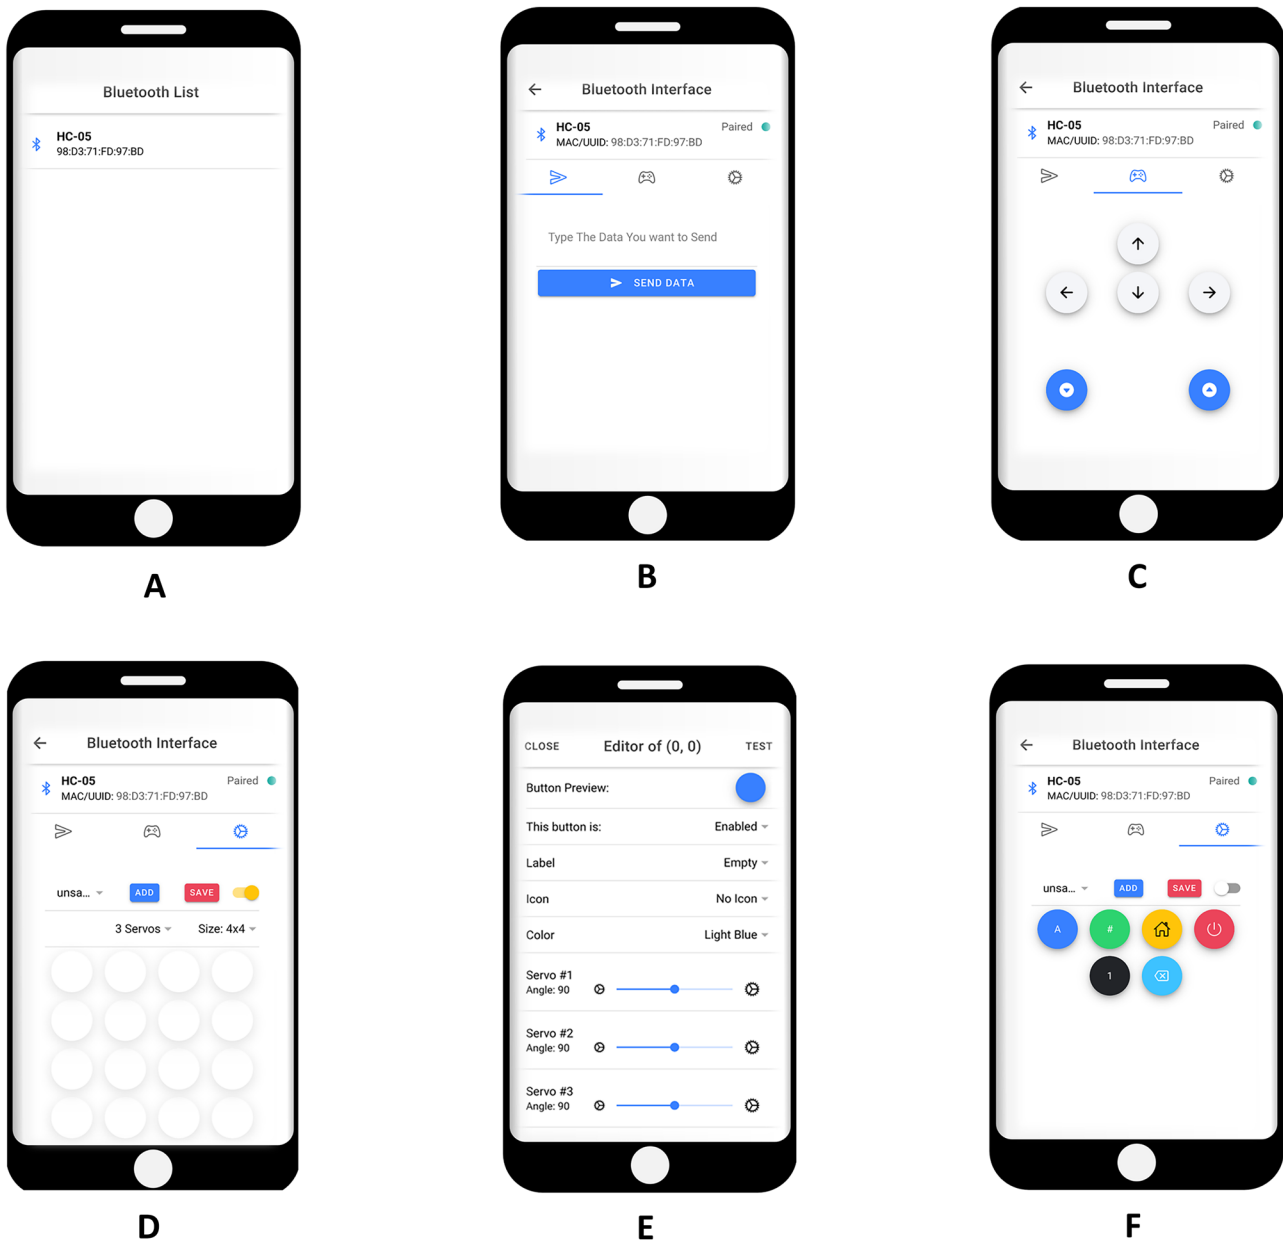 Bluetooth List
HC-05
98:D3:71:FD:97:BD
A
Bluetooth Interface
HC-05
Paired
MAC/UUID: 98:D3:71:FD:97:BD
Type The Data You want to Send
SEND DATA
B
Bluetooth Interface
HC-05
Paired
MAC/UUID: 98:D3:71:FD:97:BD
C
Bluetooth Interface
HC-05
Paired
MAC/UUID: 98:D3:71:FD:97:BD
unsa... ADD SAVE
3 Servos Size: 4x4
D
CLOSE Editor of (0, 0) TEST
Button Preview:
This button is: Enabled
Label Empty
Icon No Icon
Color Light Blue
Servo #1
Angle: 90
Servo #2
Angle: 90
Servo #3
Angle: 90
E
Bluetooth Interface
HC-05
Paired
MAC/UUID: 98:D3:71:FD:97:BD
unsa... ADD SAVE
A #
1
F